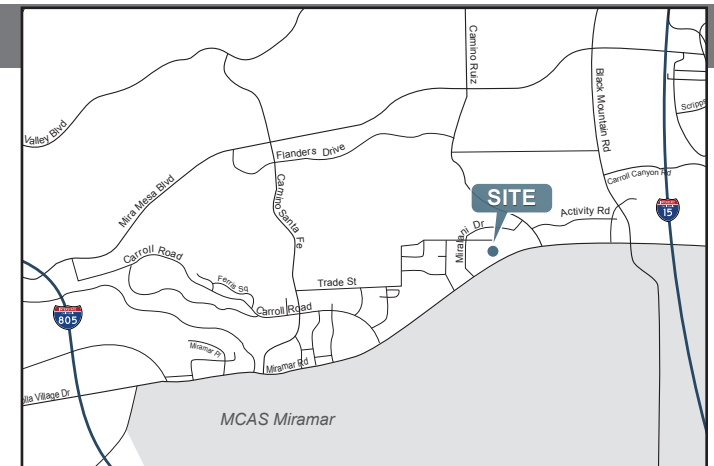 Camino Ruiz
Black Mountain Rd
Scripps
Valley Blvd
Flanders Drive
Carroll Canyon Rd
Mira Mesa Blvd
Camino Santa Fe
SITE
15
Activity Rd
Miralani Dr
Carroll Road
Ferris Sq
Trade St
Carroll Road
805
Miramar Pl
Miramar Rd
olla Village Dr
MCAS Miramar